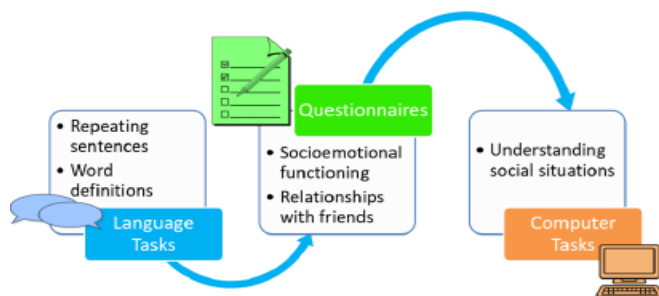 • Repeating
sentences
• Word
definitions
Language
Tasks
Questionnaires
• Socioemotional
functioning
• Relationships
with friends
• Understanding
social situations
Computer
Tasks